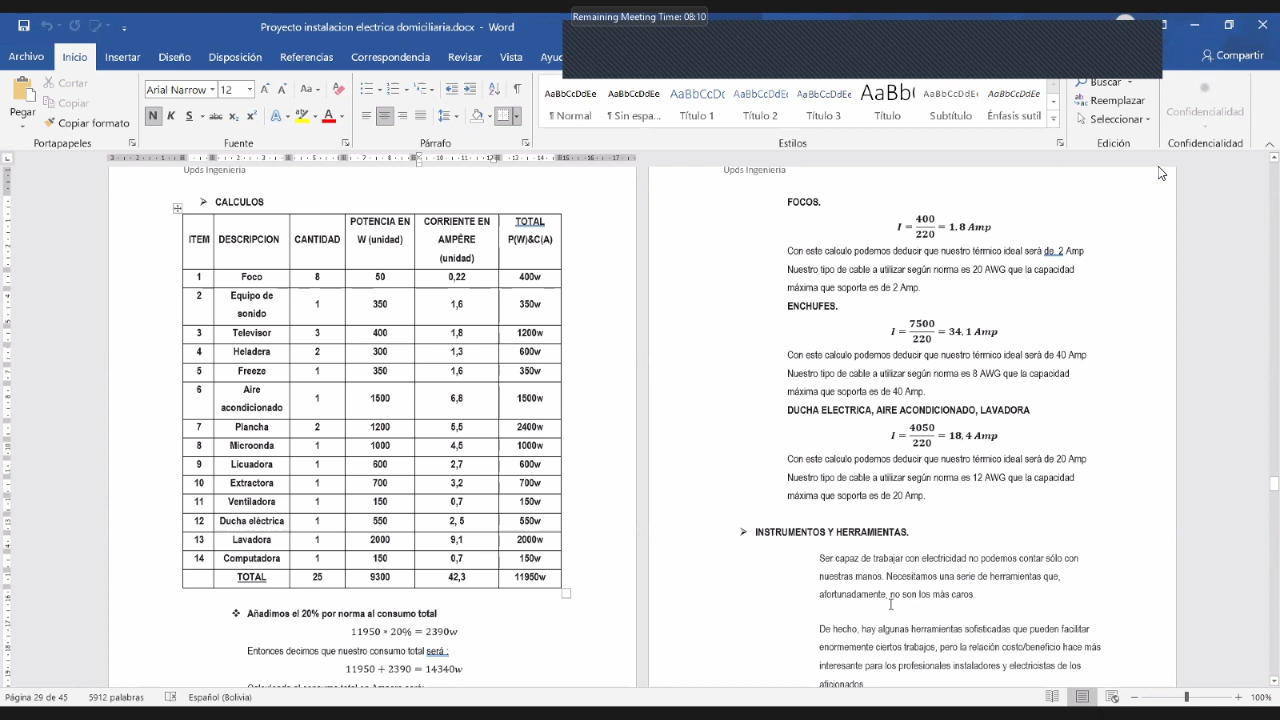 Remaining Meeting Time: 08:10
Proyecto instalacion electrica domiciliaria.docx - Word
Archivo Inicio Insertar Diseño Disposición Referencias Correspondencia Revisar Vista Ayu
Compartir
Pegar
Cortar
Copiar
Copiar formato
Portapapeles
Arial Narrow 12
N K S abc x₂ x²
Fuente
Párrafo
AaBbCcDdEe AaBbCcDdEe AaBbCcDc AaBbCcDdEe AaBbCcDdEe AaBb( AaBbCcDdEe AaBbCcDdEe
¶ Normal ¶ Sin espa... Título 1 Título 2 Título 3 Título Subtítulo Énfasis sutil
Estilos
Buscar
Reemplazar
Seleccionar
Edición
Confidencialidad
Confidencialidad
Upds Ingenieria
CALCULOS
ITEM DESCRIPCION CANTIDAD POTENCIA EN W (unidad) CORRIENTE EN AMPÈRE (unidad) TOTAL P(W)&C(A)
1 Foco 8 50 0,22 400w
2 Equipo de sonido 1 350 1,6 350w
3 Televisor 3 400 1,8 1200w
4 Heladera 2 300 1,3 600w
5 Freeze 1 350 1,6 350w
6 Aire acondicionado 1 1500 6,8 1500w
7 Plancha 2 1200 5,5 2400w
8 Microonda 1 1000 4,5 1000w
9 Licuadora 1 600 2,7 600w
10 Extractora 1 700 3,2 700w
11 Ventiladora 1 150 0,7 150w
12 Ducha eléctrica 1 550 2, 5 550w
13 Lavadora 1 2000 9,1 2000w
14 Computadora 1 150 0,7 150w
TOTAL 25 9300 42,3 11950w
Añadimos el 20% por norma al consumo total
11950 * 20% = 2390w
Entonces decimos que nuestro consumo total será :
11950 + 2390 = 14340w
Upds Ingenieria
FOCOS.
I = 400/220 = 1.8 Amp
Con este calculo podemos deducir que nuestro térmico ideal será de 2 Amp
Nuestro tipo de cable a utilizar según norma es 20 AWG que la capacidad
máxima que soporta es de 2 Amp.
ENCHUFES.
I = 7500/220 = 34, 1 Amp
Con este calculo podemos deducir que nuestro térmico ideal será de 40 Amp
Nuestro tipo de cable a utilizar según norma es 8 AWG que la capacidad
máxima que soporta es de 40 Amp.
DUCHA ELECTRICA, AIRE ACONDICIONADO, LAVADORA
I = 4050/220 = 18, 4 Amp
Con este calculo podemos deducir que nuestro térmico ideal será de 20 Amp
Nuestro tipo de cable a utilizar según norma es 12 AWG que la capacidad
máxima que soporta es de 20 Amp.
INSTRUMENTOS Y HERRAMIENTAS.
Ser capaz de trabajar con electricidad no podemos contar sólo con
nuestras manos. Necesitamos una serie de herramientas que,
afortunadamente, no son los más caros.
De hecho, hay algunas herramientas sofisticadas que pueden facilitar
enormemente ciertos trabajos, pero la relación costo/beneficio hace más
interesante para los profesionales instaladores y electricistas de los
aficionados
Página 29 de 45 5912 palabras Español (Bolivia) 100%